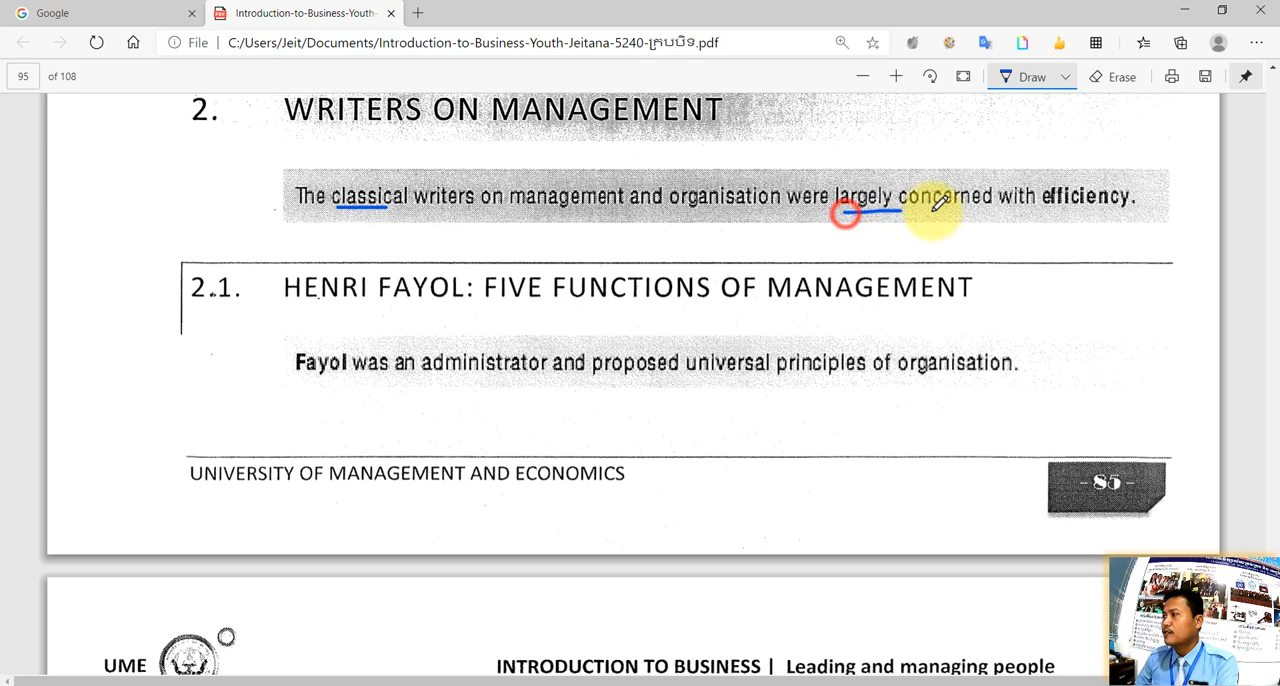 Google
Introduction-to-Business-Youth-
File
C:/Users/Jeit/Documents/Introduction-to-Business-Youth-Jeitana-5240-គ្របបិទ.pdf
95
of 108
Draw
Erase
2. WRITERS ON MANAGEMENT
The classical writers on management and organisation were largely concerned with efficiency.
2.1. HENRI FAYOL: FIVE FUNCTIONS OF MANAGEMENT
Fayol was an administrator and proposed universal principles of organisation.
UNIVERSITY OF MANAGEMENT AND ECONOMICS
- 85 -
UME
INTRODUCTION TO BUSINESS | Leading and managing people